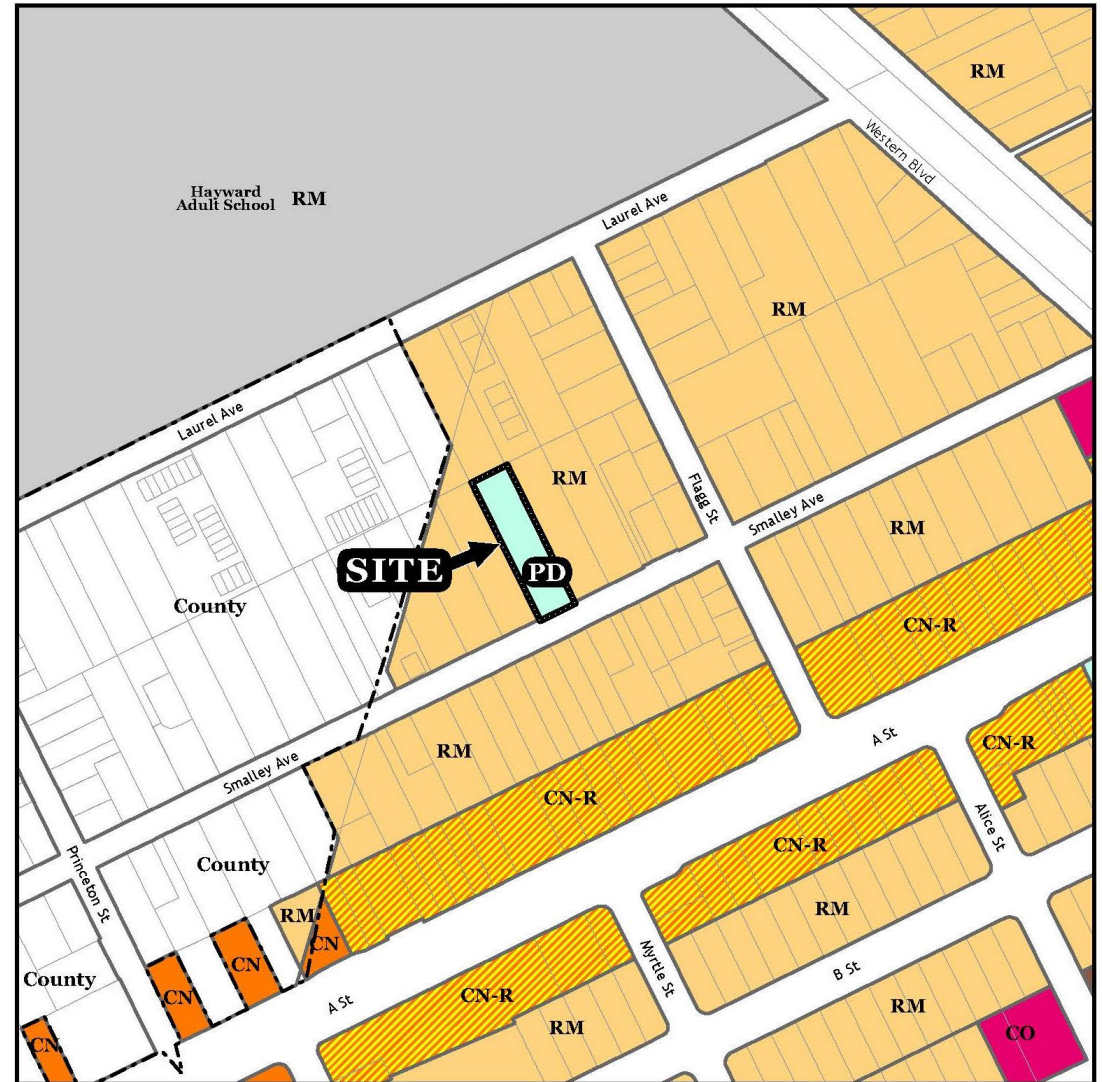 RM
Western Blvd
Hayward
Adult School RM
Laurel Ave
RM
Laurel Ave
RM
Flagg St
Smalley Ave
RM
SITE
PD
County
CN-R
RM
A St
CN-R
Smalley Ave
CN-R
Alice St
CN-R
Princeton St
County
RM
RM
CN
CN
Myrtle St
B St
County
CN
CN-R
A St
RM
RM
CO
CN